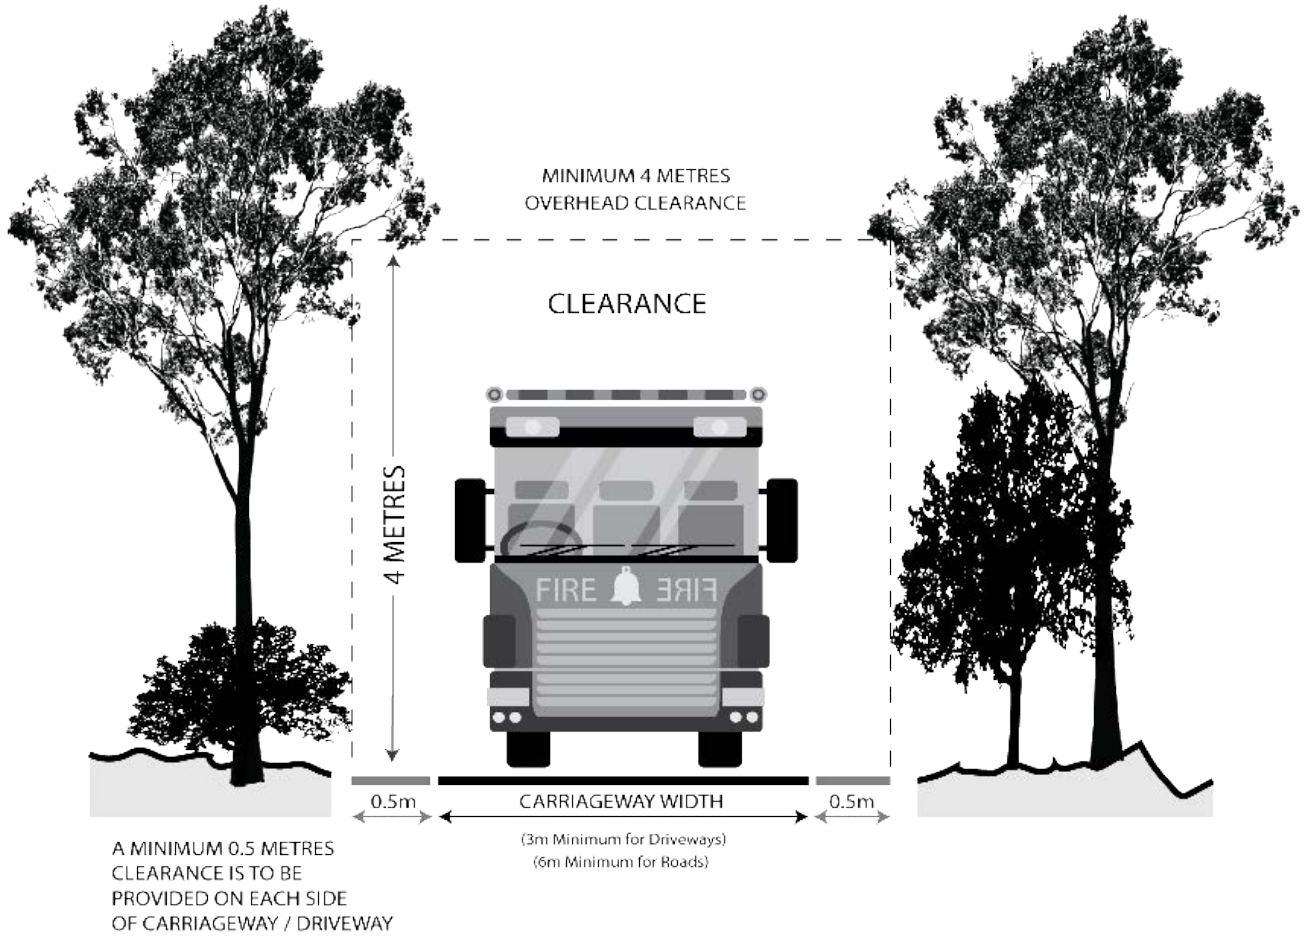 MINIMUM 4 METRES
OVERHEAD CLEARANCE
CLEARANCE
4 METRES
FIRE FIRE
0.5m
CARRIAGEWAY WIDTH
0.5m
(3m Minimum for Driveways)
(6m Minimum for Roads)
A MINIMUM 0.5 METRES
CLEARANCE IS TO BE
PROVIDED ON EACH SIDE
OF CARRIAGEWAY / DRIVEWAY